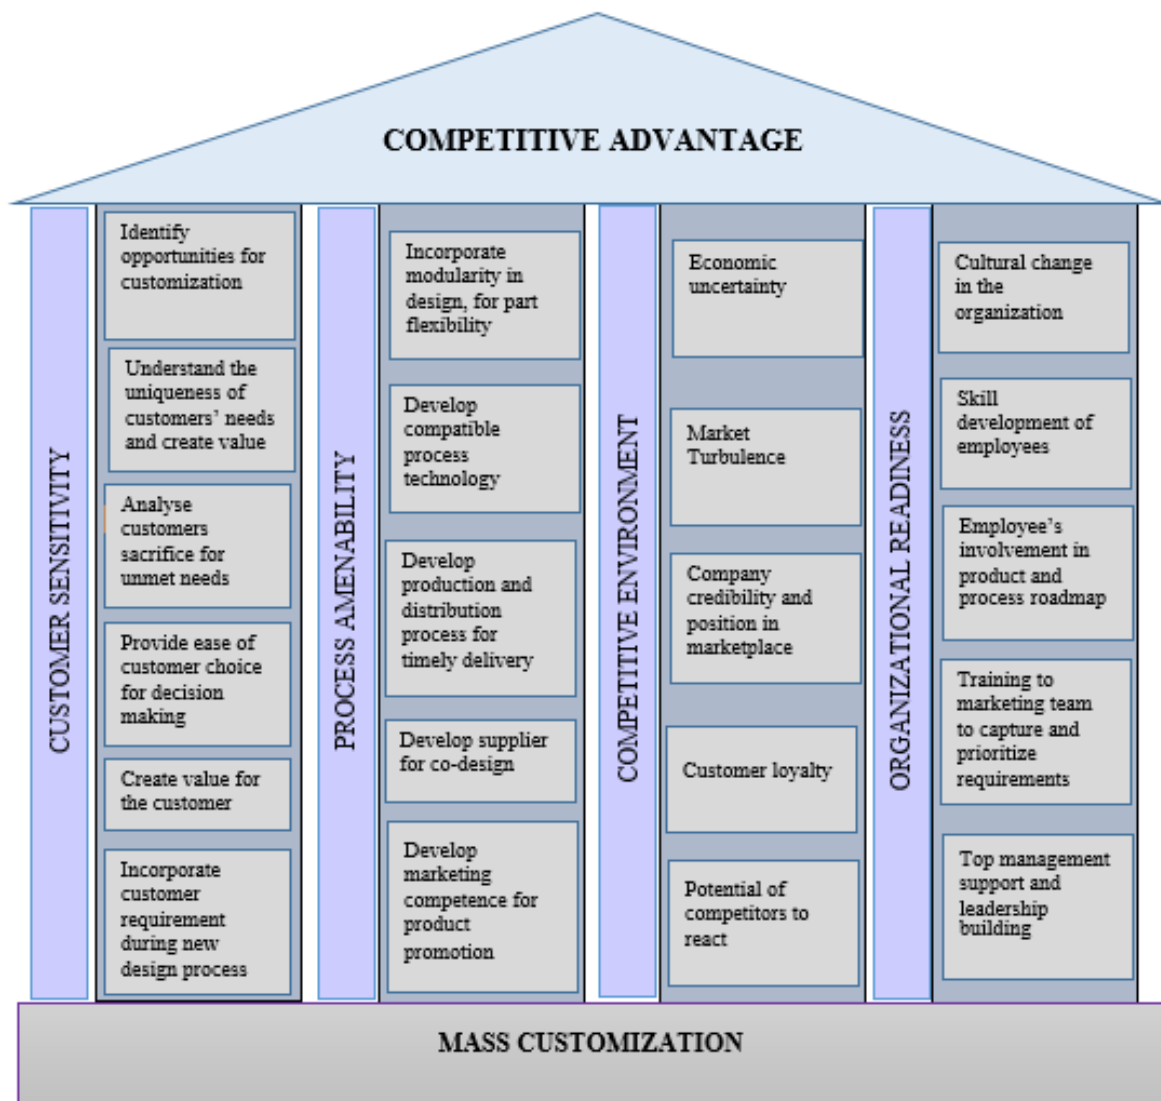 COMPETITIVE ADVANTAGE
CUSTOMER SENSITIVITY
Identify
opportunities for
customization
Understand the
uniqueness of
customers’ needs
and create value
Analyse
customers
sacrifice for
unmet needs
Provide ease of
customer choice
for decision
making
Create value for
the customer
Incorporate
customer
requirement
during new
design process
PROCESS AMENABILITY
Incorporate
modularity in
design, for part
flexibility
Develop
compatible
process
technology
Develop
production and
distribution
process for
timely delivery
Develop supplier
for co-design
Develop
marketing
competence for
product
promotion
COMPETITIVE ENVIRONMENT
Economic
uncertainty
Market
Turbulence
Company
credibility and
position in
marketplace
Customer loyalty
Potential of
competitors to
react
ORGANIZATIONAL READINESS
Cultural change
in the
organization
Skill
development of
employees
Employee’s
involvement in
product and
process roadmap
Training to
marketing team
to capture and
prioritize
requirements
Top management
support and
leadership
building
MASS CUSTOMIZATION